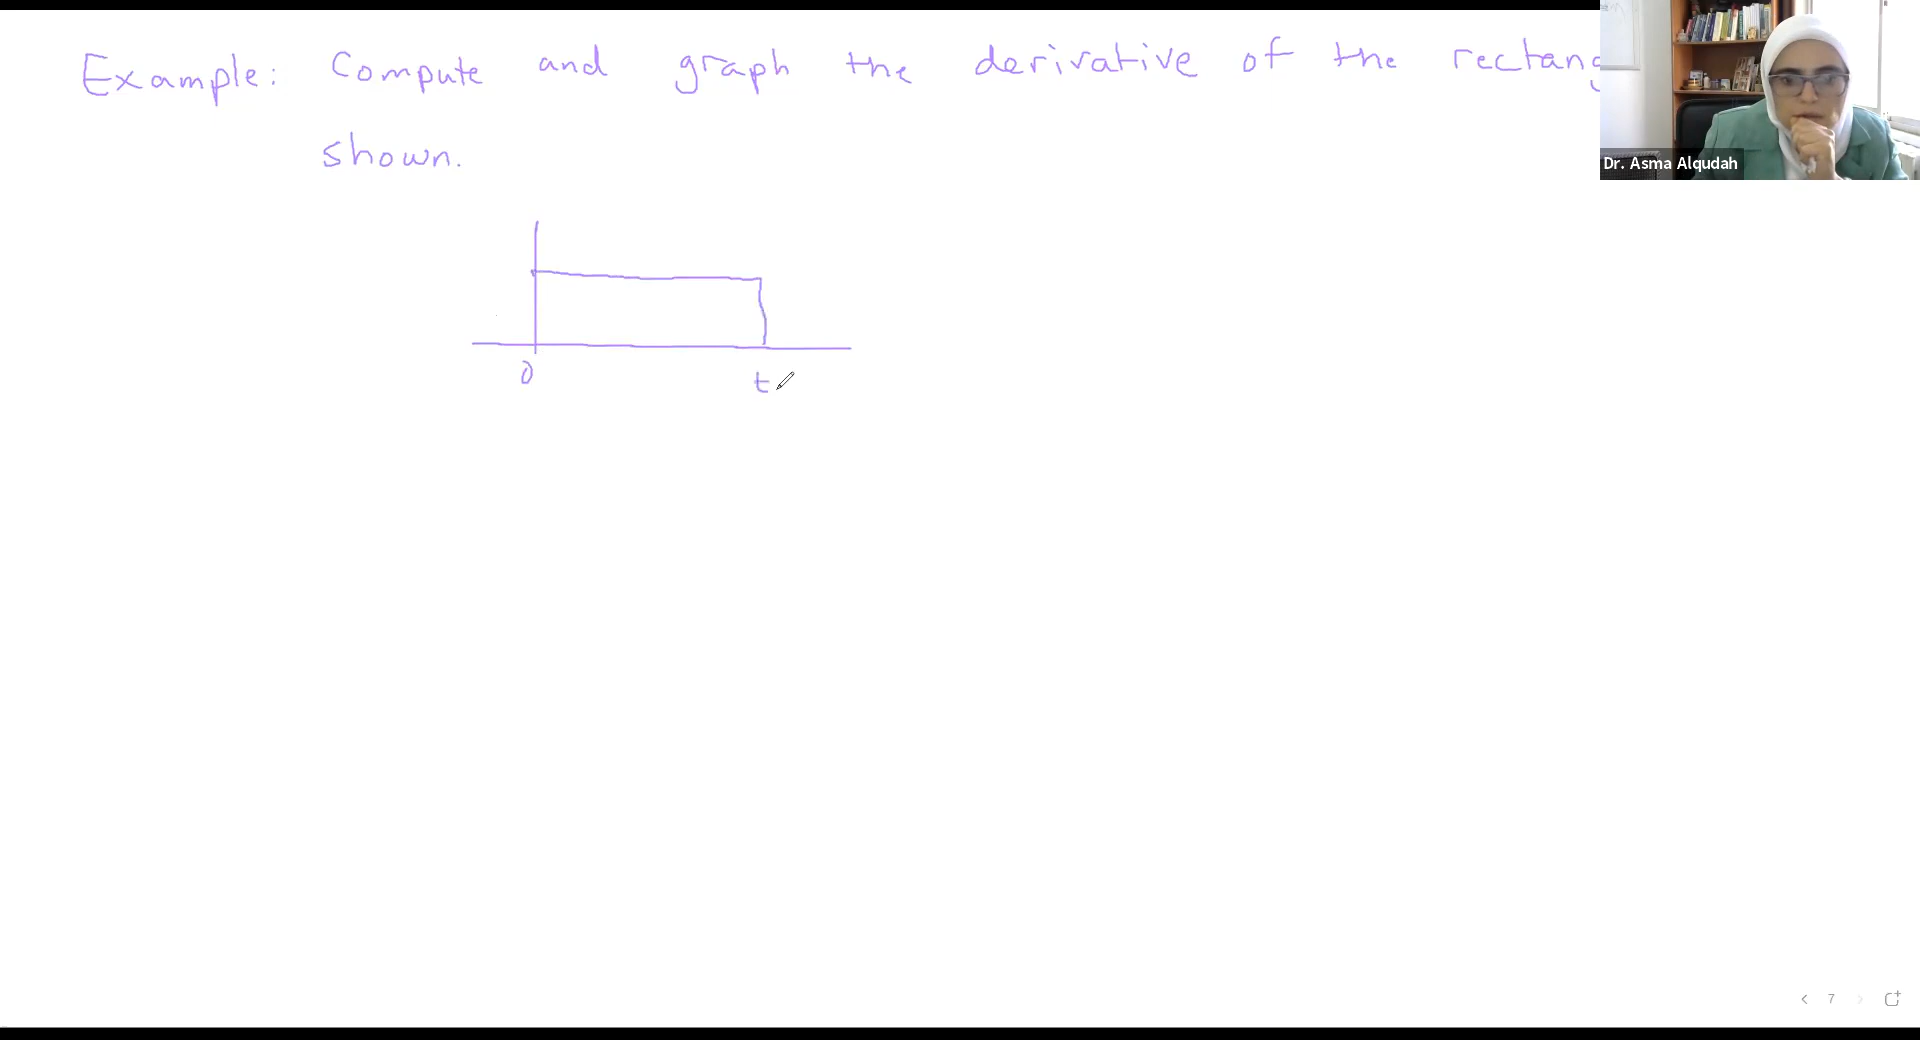 Example: Compute and graph the derivative of the rectang
shown.
0 t
Dr. Asma Alqudah
7